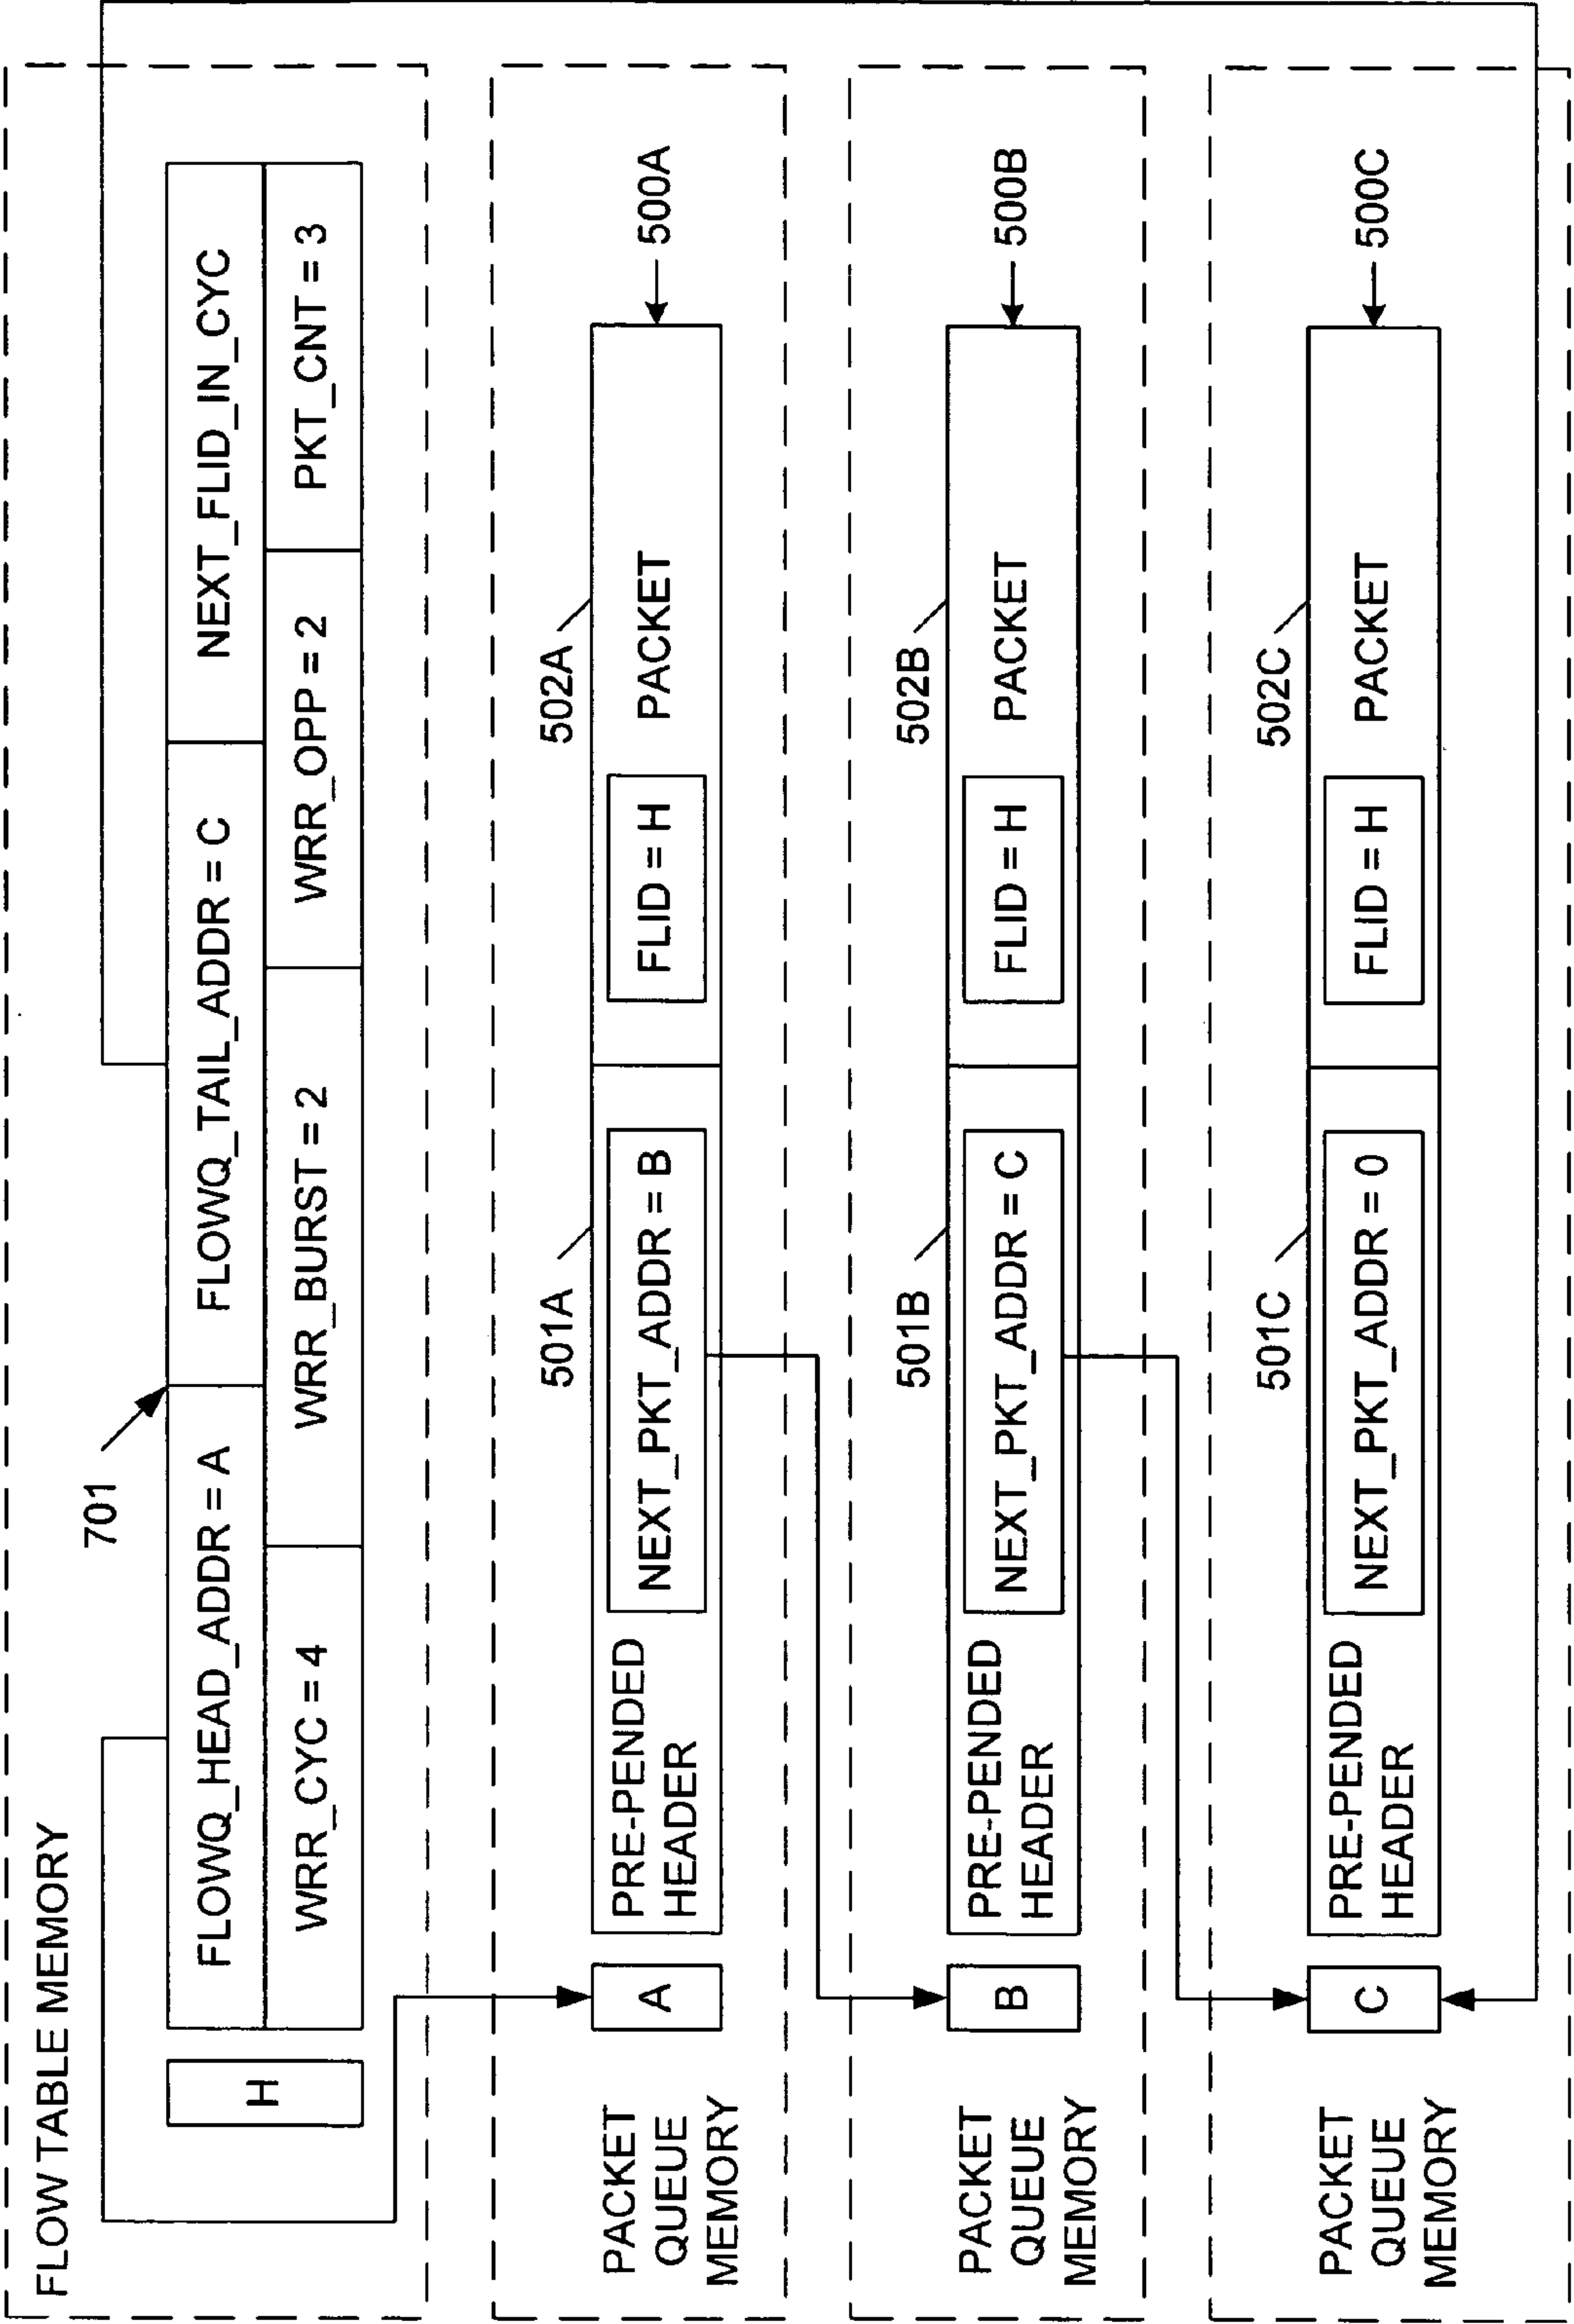 FLOW TABLE MEMORY
701
H
FLOWQ_HEAD_ADDR = A
FLOWQ_TAIL_ADDR = C
NEXT_FLID_IN_CYC
WRR_CYC = 4
WRR_BURST = 2
WRR_OPP = 2
PKT_CNT = 3
PACKET
QUEUE
MEMORY
A
501A
502A
PRE-PENDED
HEADER
NEXT_PKT_ADDR = B
FLID = H
PACKET
500A
PACKET
QUEUE
MEMORY
B
501B
502B
PRE-PENDED
HEADER
NEXT_PKT_ADDR = C
FLID = H
PACKET
500B
PACKET
QUEUE
MEMORY
C
501C
502C
PRE-PENDED
HEADER
NEXT_PKT_ADDR = 0
FLID = H
PACKET
500C